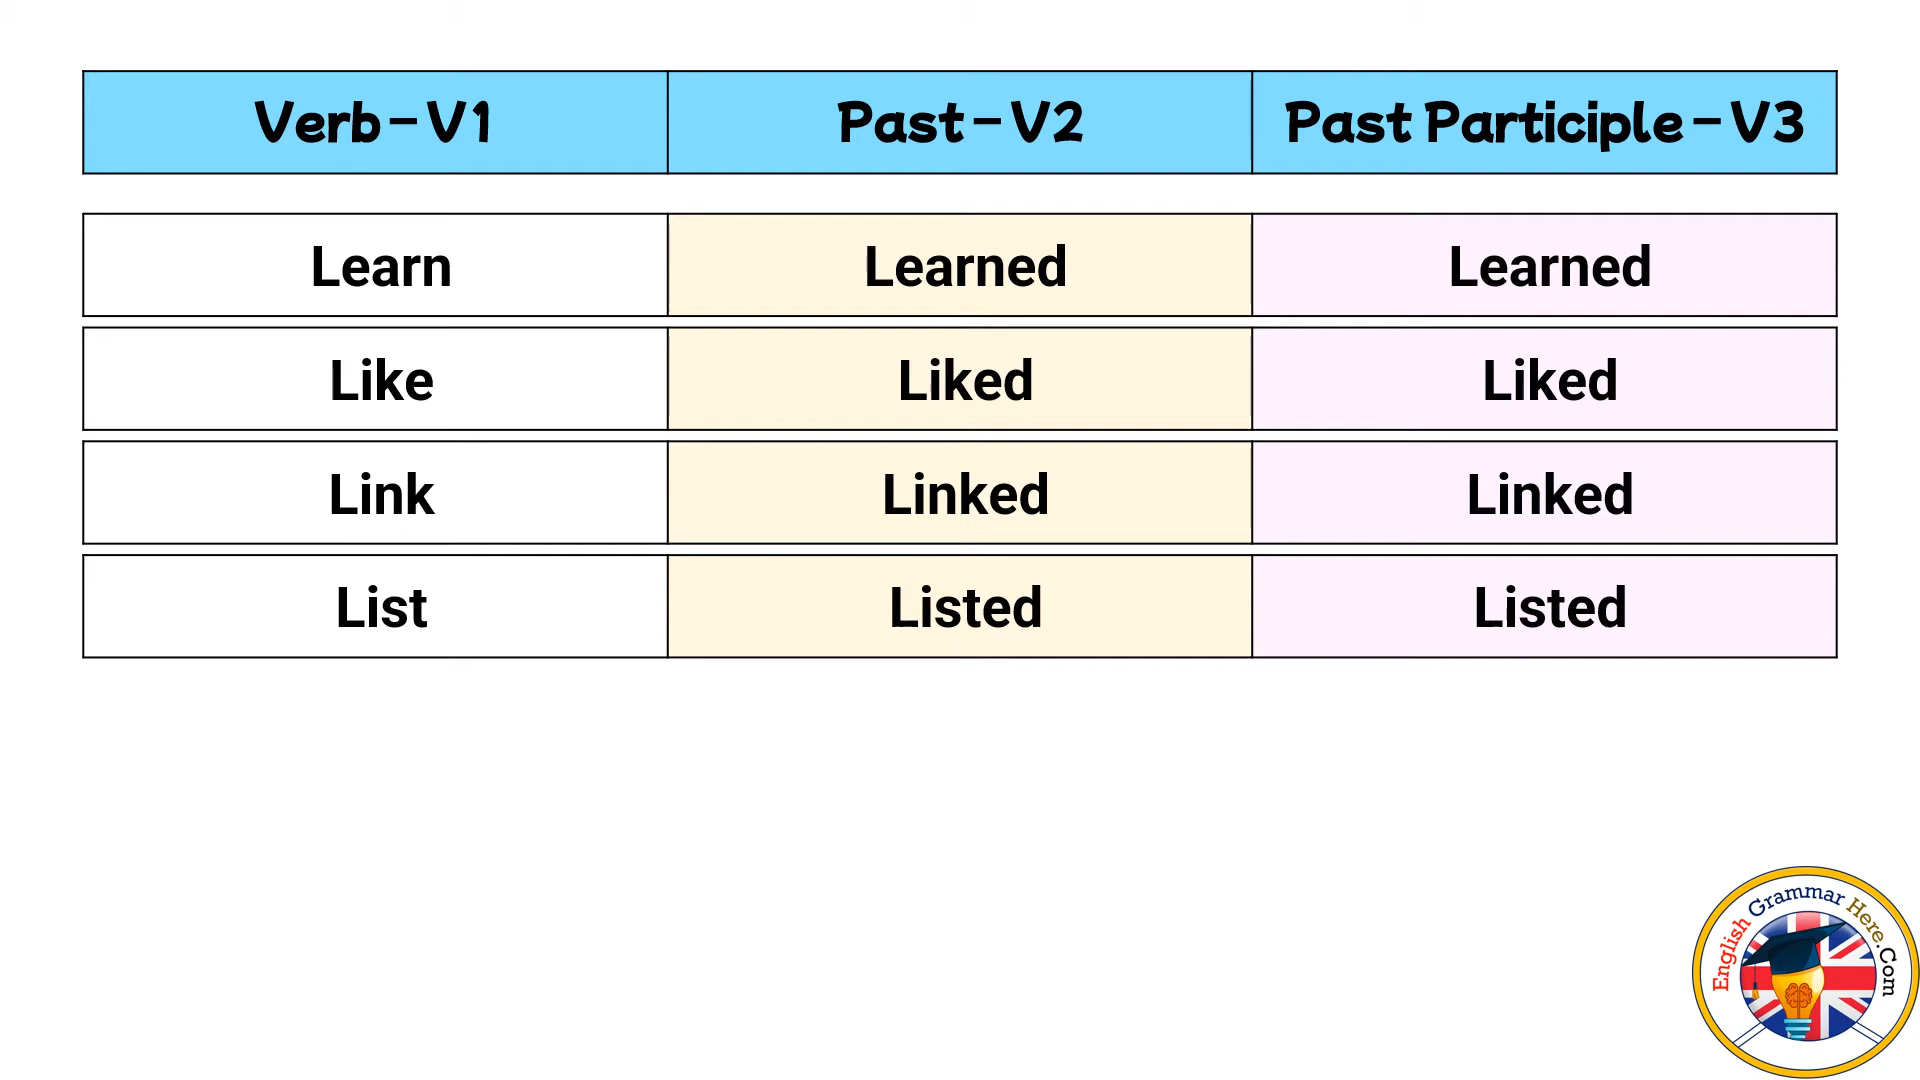 Verb – V1 Past – V2 Past Participle – V3
Learn Learned Learned
Like Liked Liked
Link Linked Linked
List Listed Listed
English Grammar Here.Com